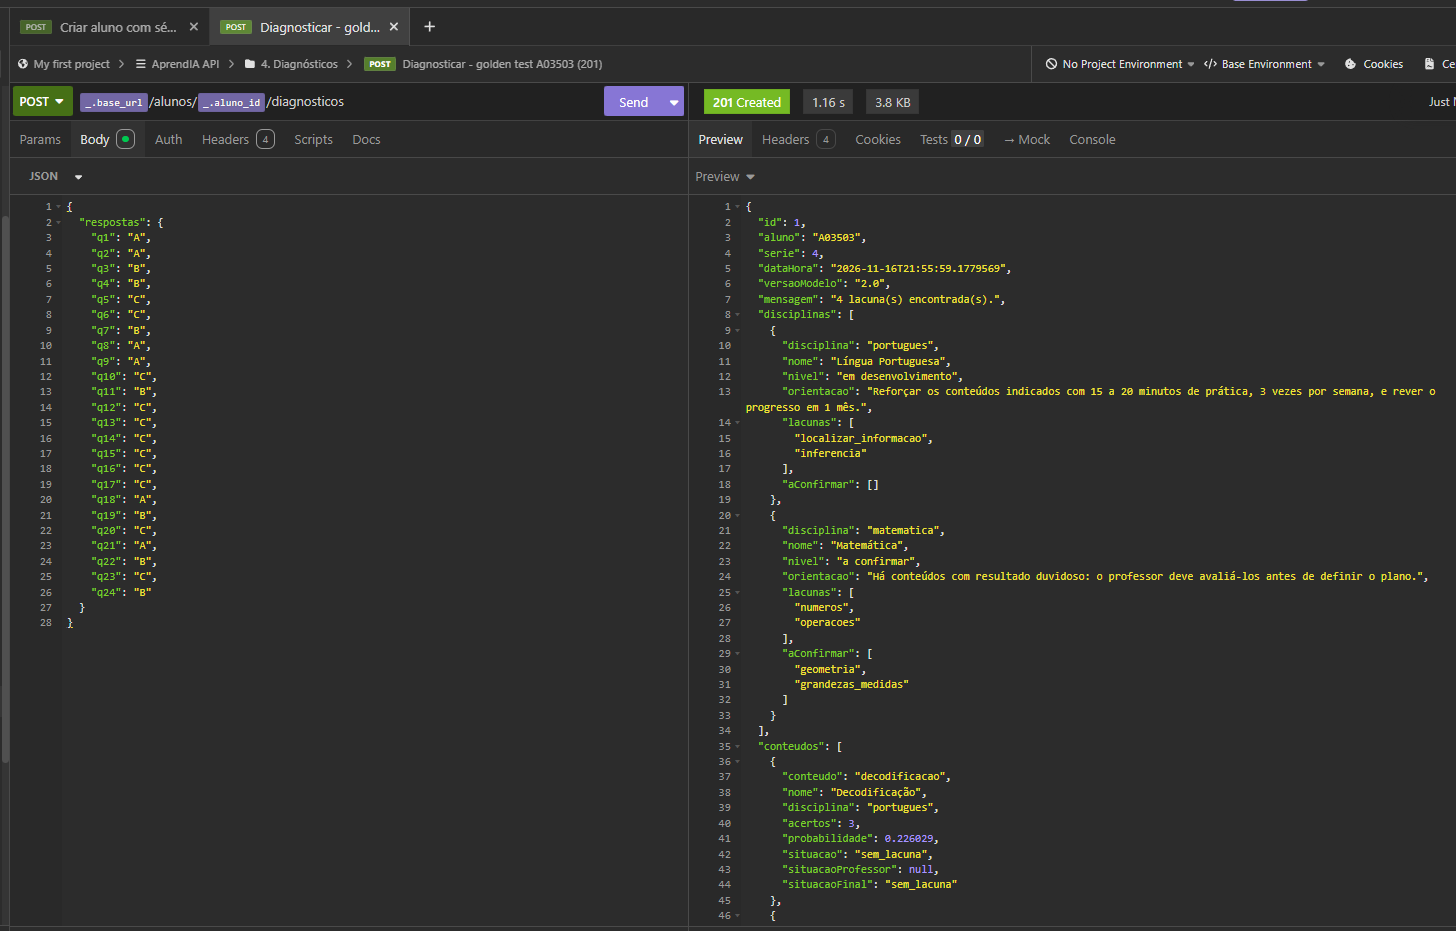 POST Criar aluno com sé... × POST Diagnosticar - gold... × +
My first project > AprendIA API > 4. Diagnósticos > POST Diagnosticar - golden test A03503 (201)
No Project Environment </> Base Environment Cookies Ce
POST _.base_url /alunos/ _.aluno_id /diagnosticos Send
201 Created 1.16 s 3.8 KB Just
Params Body Auth Headers 4 Scripts Docs
Preview Headers 4 Cookies Tests 0 / 0 → Mock Console
JSON
Preview
1 {
2 "respostas": {
3 "q1": "A",
4 "q2": "A",
5 "q3": "B",
6 "q4": "B",
7 "q5": "C",
8 "q6": "C",
9 "q7": "B",
10 "q8": "A",
11 "q9": "A",
12 "q10": "C",
13 "q11": "B",
14 "q12": "C",
15 "q13": "C",
16 "q14": "C",
17 "q15": "C",
18 "q16": "C",
19 "q17": "C",
20 "q18": "A",
21 "q19": "B",
22 "q20": "C",
23 "q21": "A",
24 "q22": "B",
25 "q23": "C",
26 "q24": "B"
27 }
28 }
1 {
2 "id": 1,
3 "aluno": "A03503",
4 "serie": 4,
5 "dataHora": "2026-11-16T21:55:59.1779569",
6 "versaoModelo": "2.0",
7 "mensagem": "4 lacuna(s) encontrada(s).",
8 "disciplinas": [
9 {
10 "disciplina": "portugues",
11 "nome": "Língua Portuguesa",
12 "nivel": "em desenvolvimento",
13 "orientacao": "Reforçar os conteúdos indicados com 15 a 20 minutos de prática, 3 vezes por semana, e rever o
progresso em 1 mês.",
14 "lacunas": [
15 "localizar_informacao",
16 "inferencia"
17 ],
18 "aConfirmar": []
19 },
20 {
21 "disciplina": "matematica",
22 "nome": "Matemática",
23 "nivel": "a confirmar",
24 "orientacao": "Há conteúdos com resultado duvidoso: o professor deve avaliá-los antes de definir o plano.",
25 "lacunas": [
26 "numeros",
27 "operacoes"
28 ],
29 "aConfirmar": [
30 "geometria",
31 "grandezas_medidas"
32 ]
33 }
34 ],
35 "conteudos": [
36 {
37 "conteudo": "decodificacao",
38 "nome": "Decodificação",
39 "disciplina": "portugues",
40 "acertos": 3,
41 "probabilidade": 0.226029,
42 "situacao": "sem_lacuna",
43 "situacaoProfessor": null,
44 "situacaoFinal": "sem_lacuna"
45 },
46 {